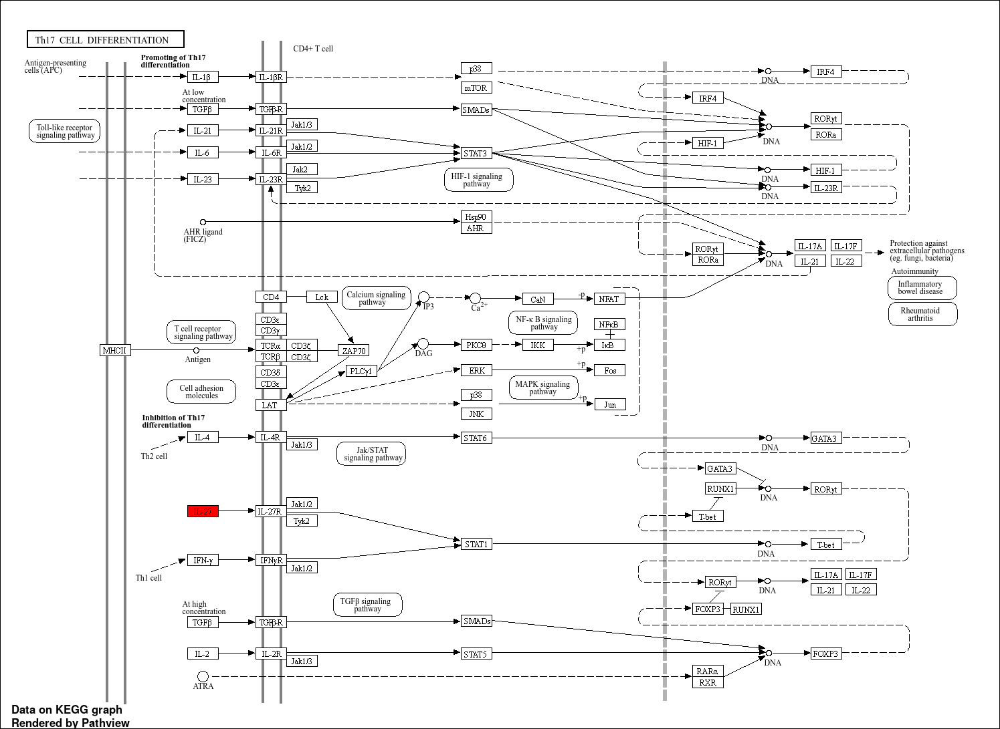 Th17 CELL DIFFERENTIATION
CD4+ T cell
Antigen-presenting
cells (APC)
Promoting of Th17
differentiation
IL-1β
IL-1βR
p38
mTOR
DNA
IRF4
IRF4
At low
concentration
TGFβ
TGFβ-R
SMADs
Toll-like receptor
signaling pathway
IL-21
IL-21R
Jak1/3
RORγt
RORa
DNA
HIF-1
IL-6
IL-6R
Jak1/2
STAT3
IL-23
IL-23R
Jak2
Tyk2
HIF-1 signaling
pathway
DNA
HIF-1
DNA
IL-23R
AHR ligand
(FICZ)
Hsp90
AHR
RORγt
RORa
DNA
IL-17A
IL-17F
IL-21
IL-22
Protection against
extracellular pathogens
(eg. fungi, bacteria)
Autoimmunity
Inflammatory
bowel disease
Rheumatoid
arthritis
CD4
Lck
Calcium signaling
pathway
IP3
Ca2+
CaN
-p
NFAT
CD3ε
CD3γ
T cell receptor
signaling pathway
NF-κ B signaling
pathway
NFκB
MHCII
Antigen
TCRα
CD3ζ
TCRβ
CD3ζ
ZAP70
DAG
PKCθ
IKK
+p
IκB
CD3δ
CD3ε
PLCγ1
ERK
+p
Fos
Cell adhesion
molecules
LAT
p38
JNK
MAPK signaling
pathway
+p
Jun
Inhibition of Th17
differentiation
IL-4
IL-4R
Jak1/3
STAT6
DNA
GATA3
Th2 cell
Jak/STAT
signaling pathway
GATA3
RUNX1
DNA
RORγt
T-bet
IL-27
IL-27R
Jak1/2
Tyk2
STAT1
DNA
T-bet
IFN-γ
IFNγR
Jak1/2
Th1 cell
RORγt
DNA
IL-17A
IL-17F
IL-21
IL-22
At high
concentration
TGFβ
TGFβ-R
TGFβ signaling
pathway
SMADs
FOXP3
RUNX1
IL-2
IL-2R
Jak1/3
STAT5
DNA
FOXP3
ATRA
RARα
RXR
Data on KEGG graph
Rendered by Pathview